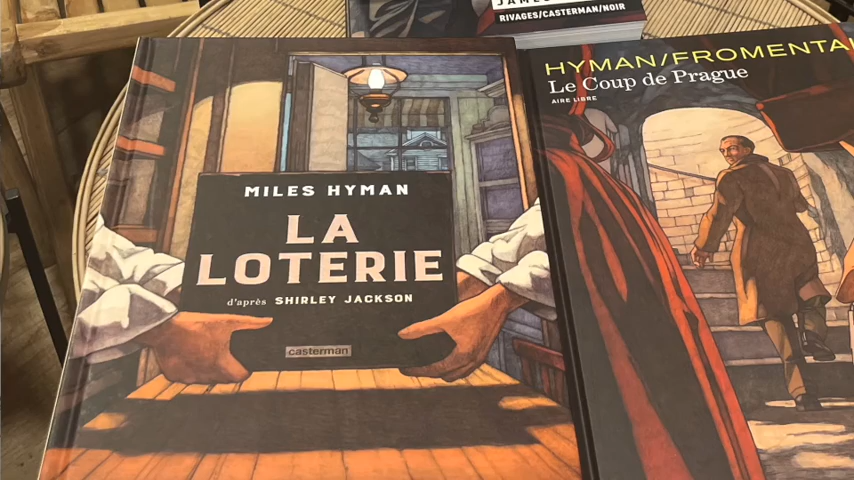 RIVAGES/CASTERMAN/NOIR
MILES HYMAN
LA
LOTERIE
d'après SHIRLEY JACKSON
casterman
HYMAN/FROMENTA
Le Coup de Prague
AIRE LIBRE